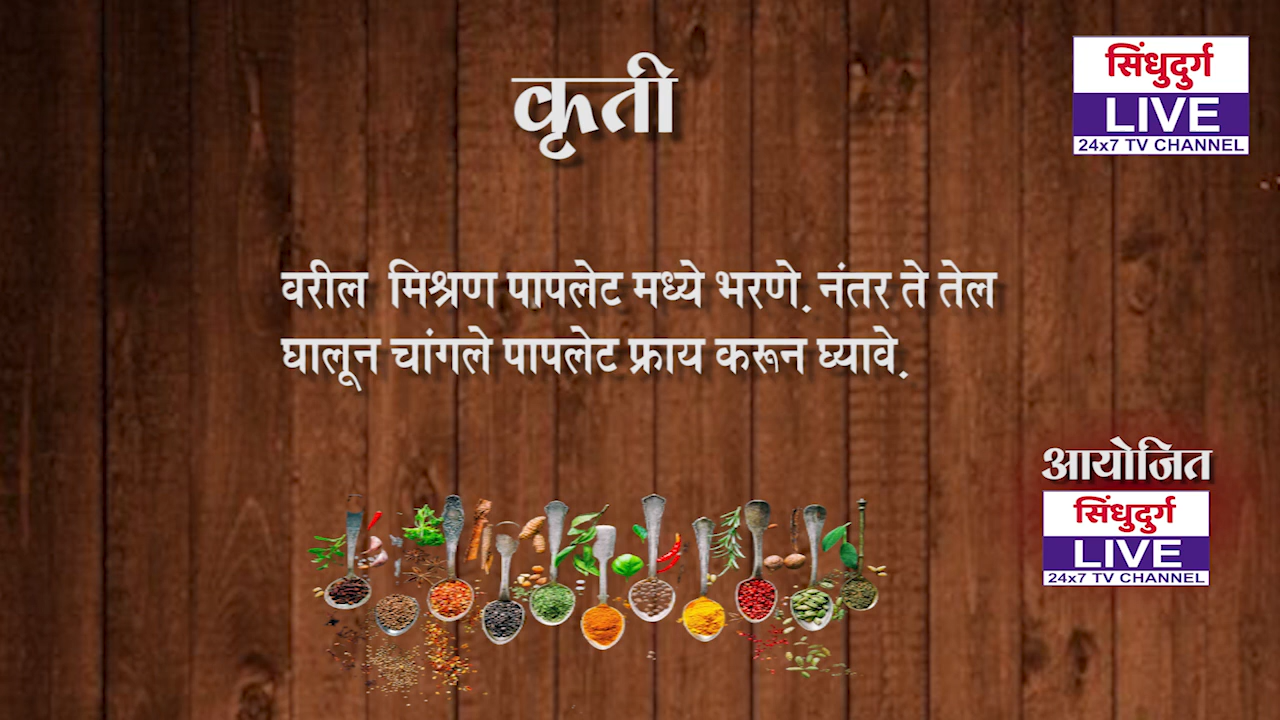 कृती
सिंधुदुर्ग
LIVE
24x7 TV CHANNEL
वरील मिश्रण पापलेट मध्ये भरणे. नंतर ते तेल
घालून चांगले पापलेट फ्राय करून घ्यावे.
आयोजित
सिंधुदुर्ग
LIVE
24x7 TV CHANNEL